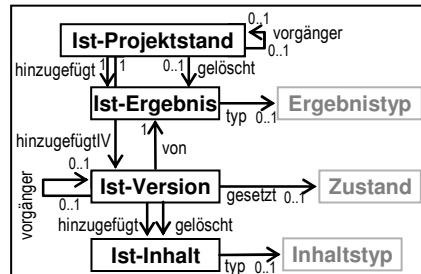 0..1
Ist-Projektstand
vorgänger
0..1
hinzugefügt
1
1
0..1
gelöscht
Ist-Ergebnis
Ergebnistyp
typ
0..1
1
hinzugefügtIV
von
0..1
vorgänger
Ist-Version
Zustand
gesetzt
0..1
0..1
hinzugefügt
gelöscht
Ist-Inhalt
Inhaltstyp
typ
0..1